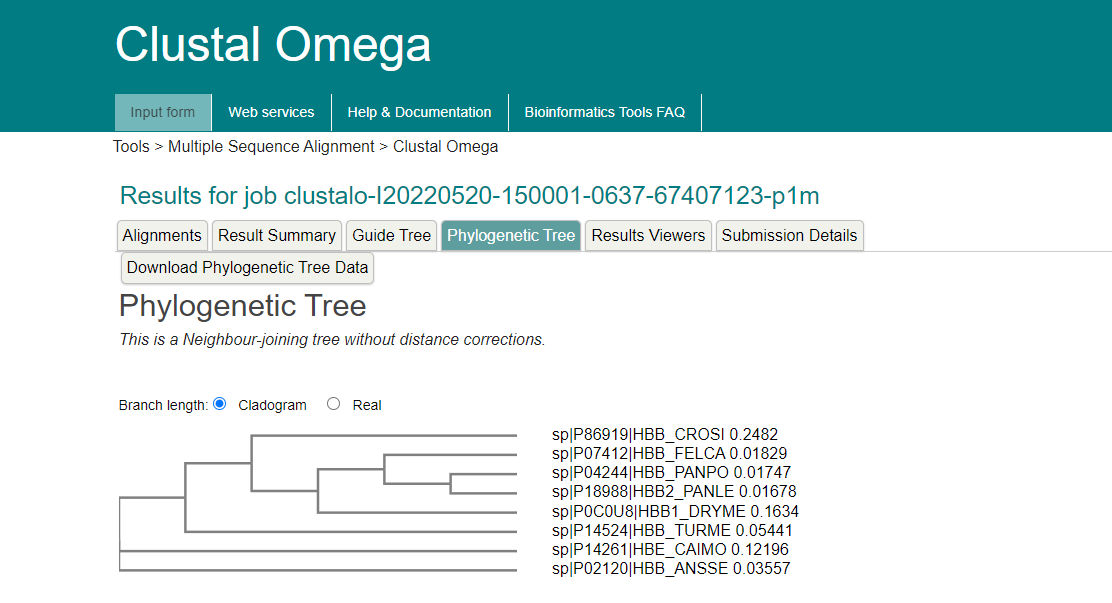 Clustal Omega
Input form Web services Help & Documentation Bioinformatics Tools FAQ
Tools > Multiple Sequence Alignment > Clustal Omega
Results for job clustalo-I20220520-150001-0637-67407123-p1m
Alignments Result Summary Guide Tree Phylogenetic Tree Results Viewers Submission Details
Download Phylogenetic Tree Data
Phylogenetic Tree
This is a Neighbour-joining tree without distance corrections.
Branch length: Cladogram Real
sp|P86919|HBB_CROSI 0.2482
sp|P07412|HBB_FELCA 0.01829
sp|P04244|HBB_PANPO 0.01747
sp|P18988|HBB2_PANLE 0.01678
sp|P0C0U8|HBB1_DRYME 0.1634
sp|P14524|HBB_TURME 0.05441
sp|P14261|HBE_CAIMO 0.12196
sp|P02120|HBB_ANSSE 0.03557